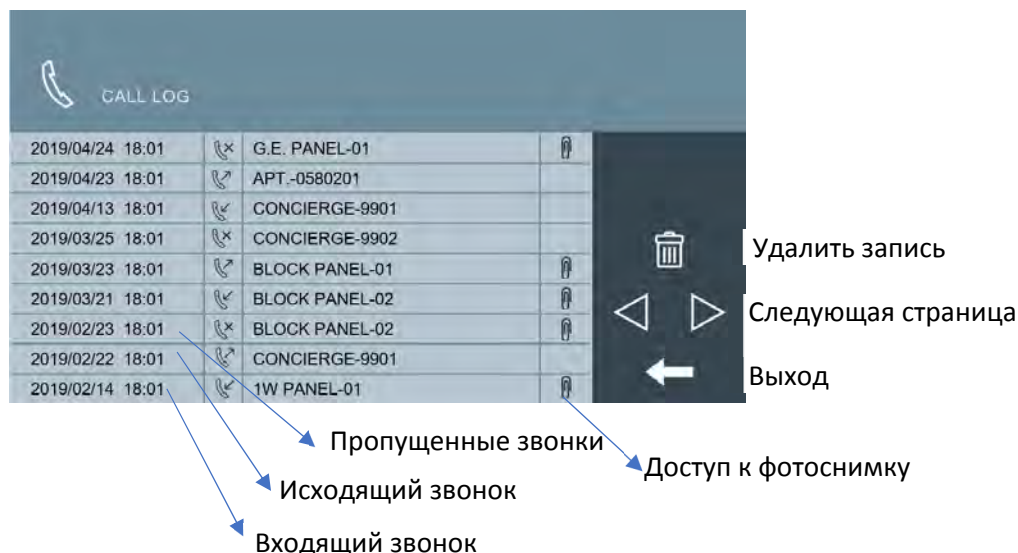 CALL LOG
2019/04/24 18:01 G.E. PANEL-01
2019/04/23 18:01 APT.-0580201
2019/04/13 18:01 CONCIERGE-9901
2019/03/25 18:01 CONCIERGE-9902
Удалить запись
2019/03/23 18:01 BLOCK PANEL-01
2019/03/21 18:01 BLOCK PANEL-02
Следующая страница
2019/02/23 18:01 BLOCK PANEL-02
2019/02/22 18:01 CONCIERGE-9901
Выход
2019/02/14 18:01 1W PANEL-01
Пропущенные звонки
Доступ к фотоснимку
Исходящий звонок
Входящий звонок